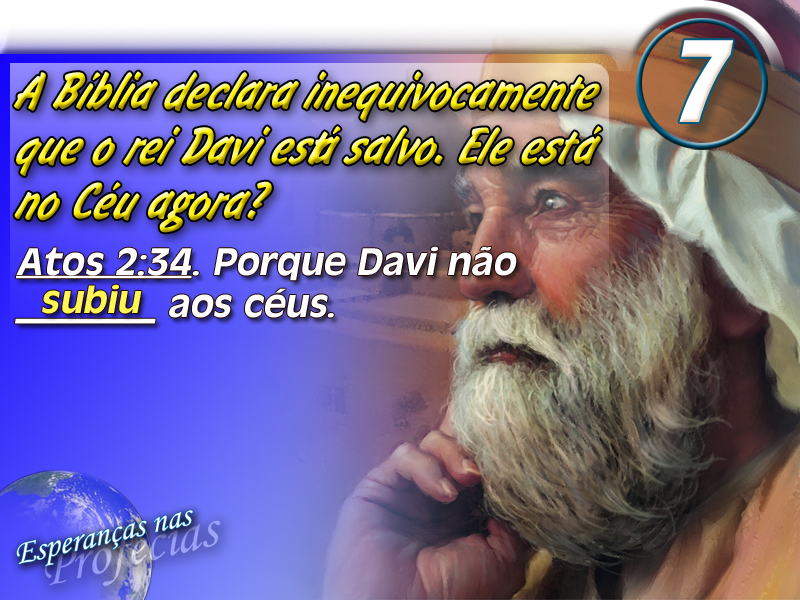 7
A Bíblia declara inequivocamente
que o rei Davi está salvo. Ele está
no Céu agora?
Atos 2:34. Porque Davi não
subiu aos céus.
Esperanças nas
Profecias